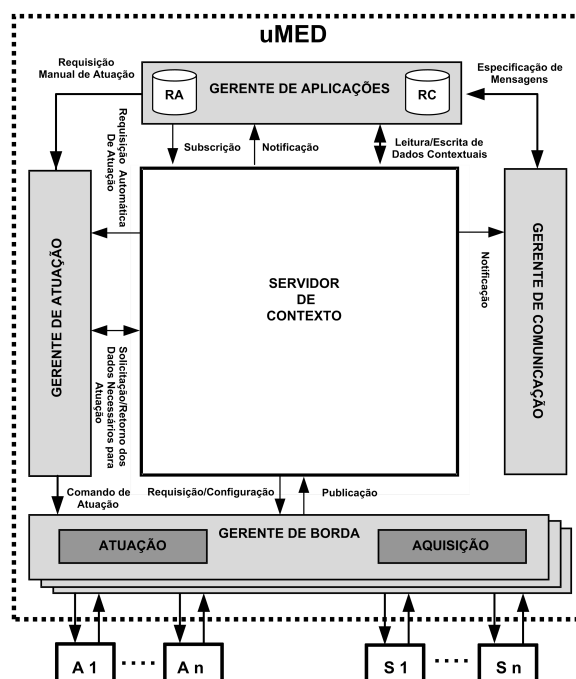 uMED
Requisição
Manual de Atuação
RA
GERENTE DE APLICAÇÕES
RC
Especificação de
Mensagens
Requisição Automática
De Atuação
Subscrição
Notificação
Leitura/Escrita de
Dados Contextuais
GERENTE DE ATUAÇÃO
SERVIDOR
DE
CONTEXTO
Notificação
GERENTE DE COMUNICAÇÃO
Solicitação/Retorno dos
Dados Necessários para
Atuação
Comando de
Atuação
Requisição/Configuração
Publicação
GERENTE DE BORDA
ATUAÇÃO
AQUISIÇÃO
A 1
A n
S 1
S n